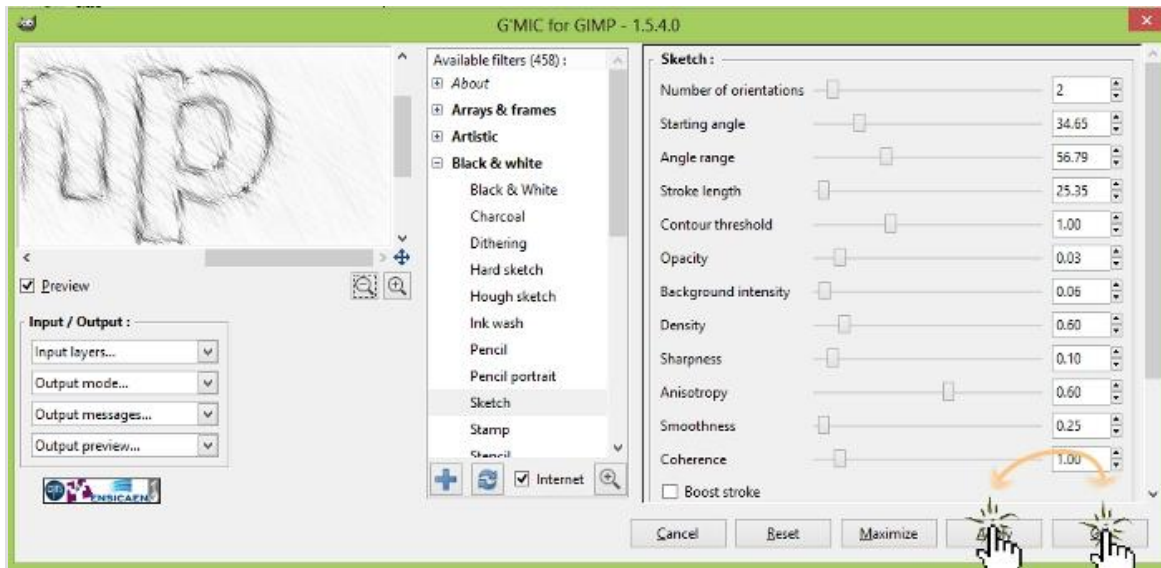 G'MIC for GIMP - 1.5.4.0
np
Preview
Input / Output :
Input layers...
Output mode...
Output messages...
Output preview...
ENSICAEN
Available filters (458) :
About
Arrays & frames
Artistic
Black & white
Black & White
Charcoal
Dithering
Hard sketch
Hough sketch
Ink wash
Pencil
Pencil portrait
Sketch
Stamp
Stencil
Internet
Sketch :
Number of orientations 2
Starting angle 34.65
Angle range 56.79
Stroke length 25.35
Contour threshold 1.00
Opacity 0.03
Background intensity 0.06
Density 0.60
Sharpness 0.10
Anisotropy 0.60
Smoothness 0.25
Coherence 1.00
Boost stroke
Cancel Reset Maximize